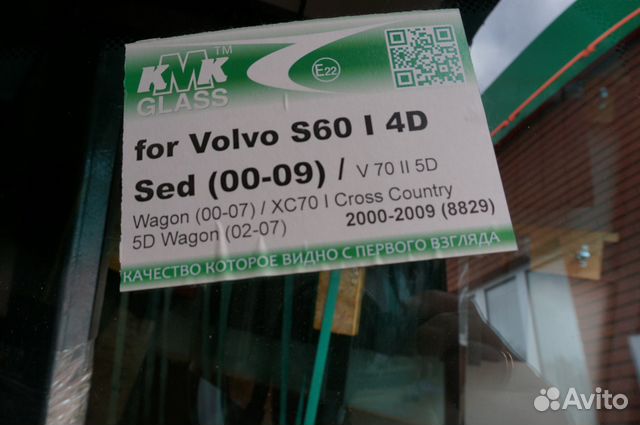 KMK™
GLASS
E22
for Volvo S60 I 4D
Sed (00-09) / V 70 II 5D
Wagon (00-07) / XC70 I Cross Country
5D Wagon (02-07) 2000-2009 (8829)
КАЧЕСТВО КОТОРОЕ ВИДНО С ПЕРВОГО ВЗГЛЯДА
Avito